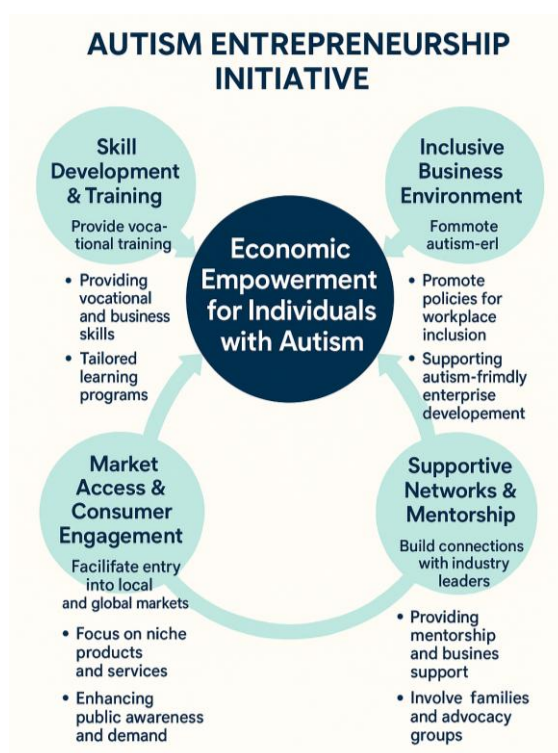 AUTISM ENTREPRENEURSHIP
INITIATIVE
Skill
Development
& Training
Provide voca-
tional training
• Providing
vocational
and business
skills
• Tailored
learning
programs
Inclusive
Business
Environment
Fommote
autism-erl
• Promote
policies for
workplace
inclusion
• Supporting
autism-frimdly
enterprise
developement
Economic
Empowerment
for Individuals
with Autism
Market
Access &
Consumer
Engagement
Facilifate entry
into local
and global markets
• Focus on niche
products
and services
• Enhancing
public awareness
and demand
Supportive
Networks &
Mentorship
Build connections
with industry
leaders
• Providing
mentorship
and busines
support
• Involve families
and advocacy
groups